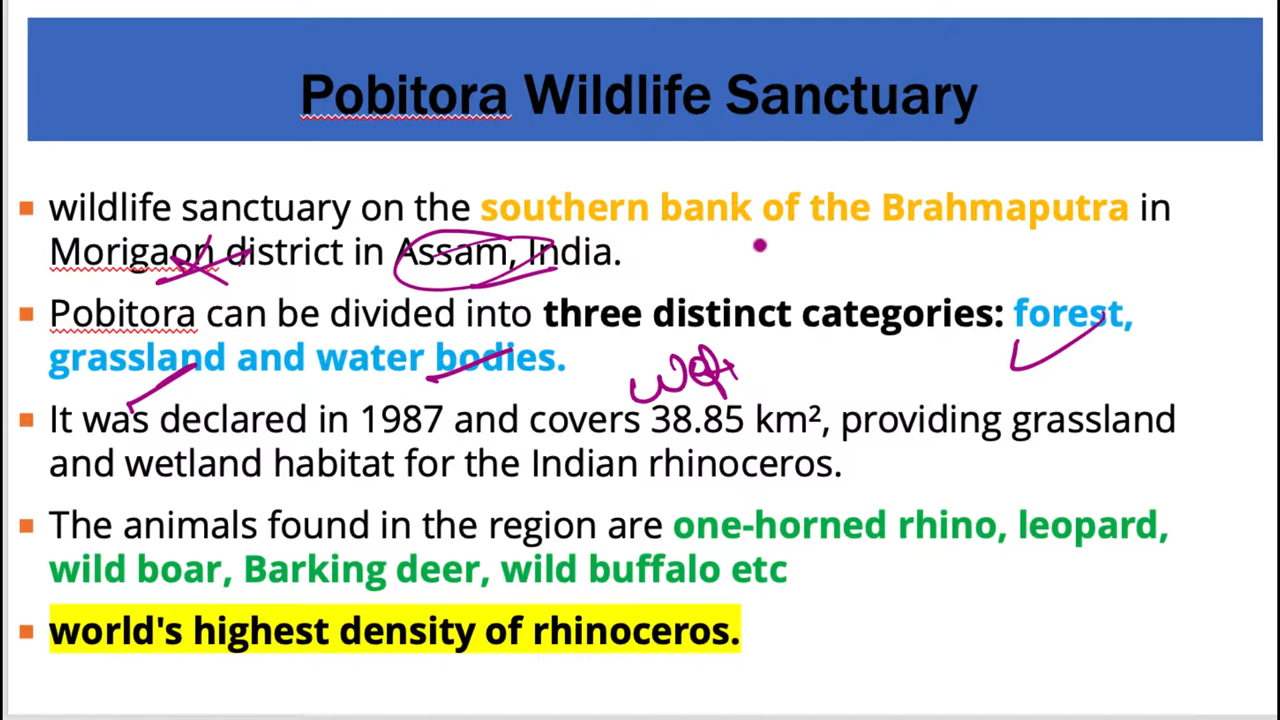 Pobitora Wildlife Sanctuary
wildlife sanctuary on the southern bank of the Brahmaputra in
Morigaon district in Assam, India.
Pobitora can be divided into three distinct categories: forest,
grassland and water bodies.
It was declared in 1987 and covers 38.85 km², providing grassland
and wetland habitat for the Indian rhinoceros.
The animals found in the region are one-horned rhino, leopard,
wild boar, Barking deer, wild buffalo etc
world's highest density of rhinoceros.